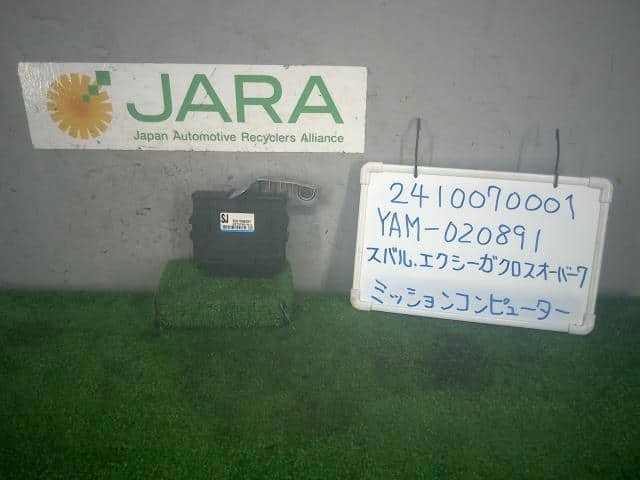 JARA
Japan Automotive Recyclers Alliance
SJ
2410070001
YAM-020891
スバル.エクシーガクロスオーバー7
ミッションコンピューター